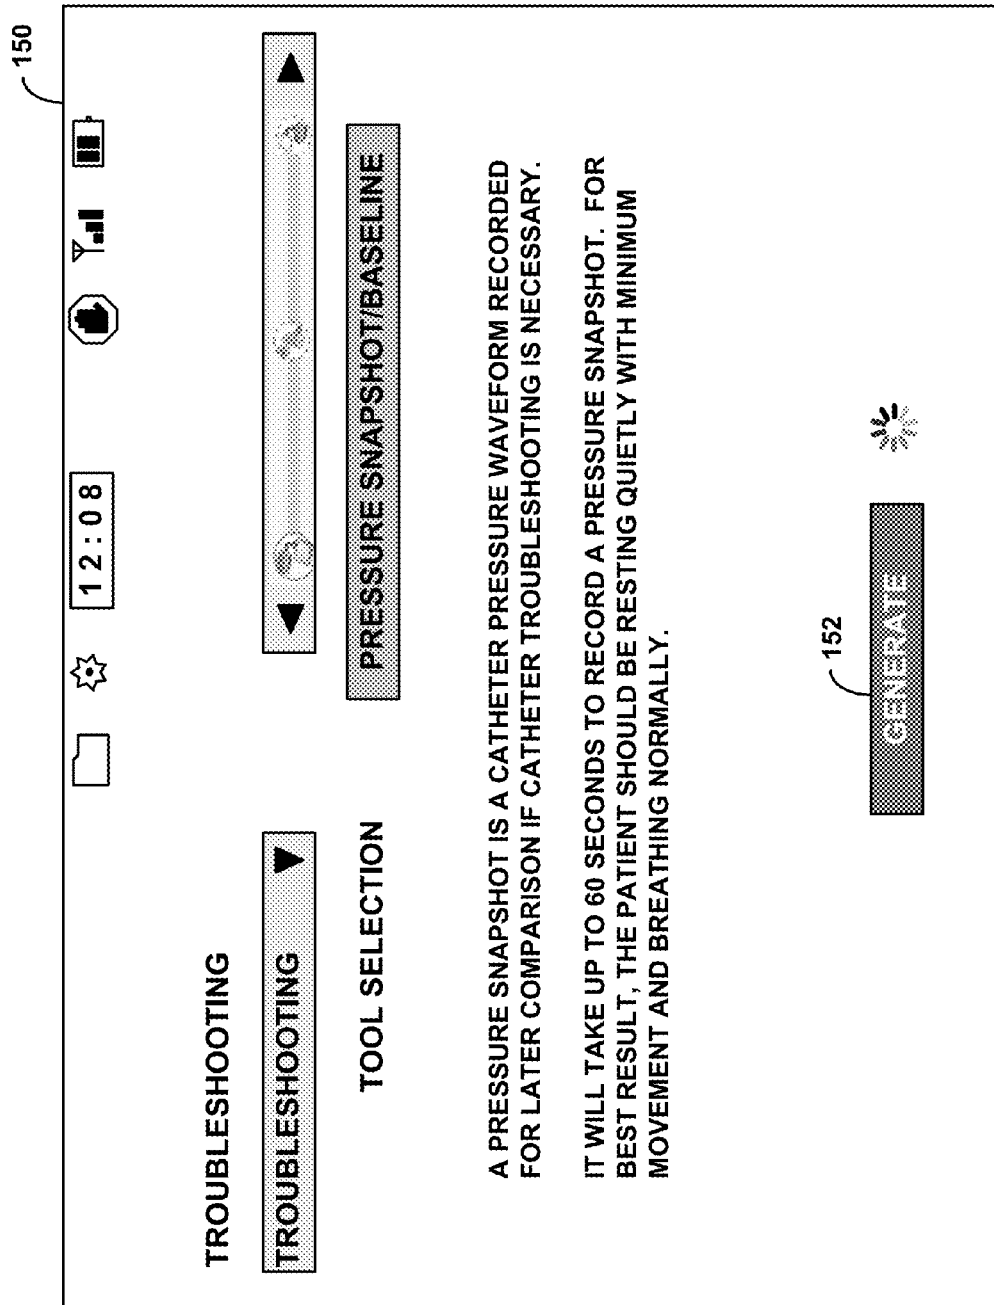 150
12:08
TROUBLESHOOTING
TROUBLESHOOTING
TOOL SELECTION
PRESSURE SNAPSHOT/BASELINE
A PRESSURE SNAPSHOT IS A CATHETER PRESSURE WAVEFORM RECORDED
FOR LATER COMPARISON IF CATHETER TROUBLESHOOTING IS NECESSARY.
IT WILL TAKE UP TO 60 SECONDS TO RECORD A PRESSURE SNAPSHOT. FOR
BEST RESULT, THE PATIENT SHOULD BE RESTING QUIETLY WITH MINIMUM
MOVEMENT AND BREATHING NORMALLY.
152
GENERATE